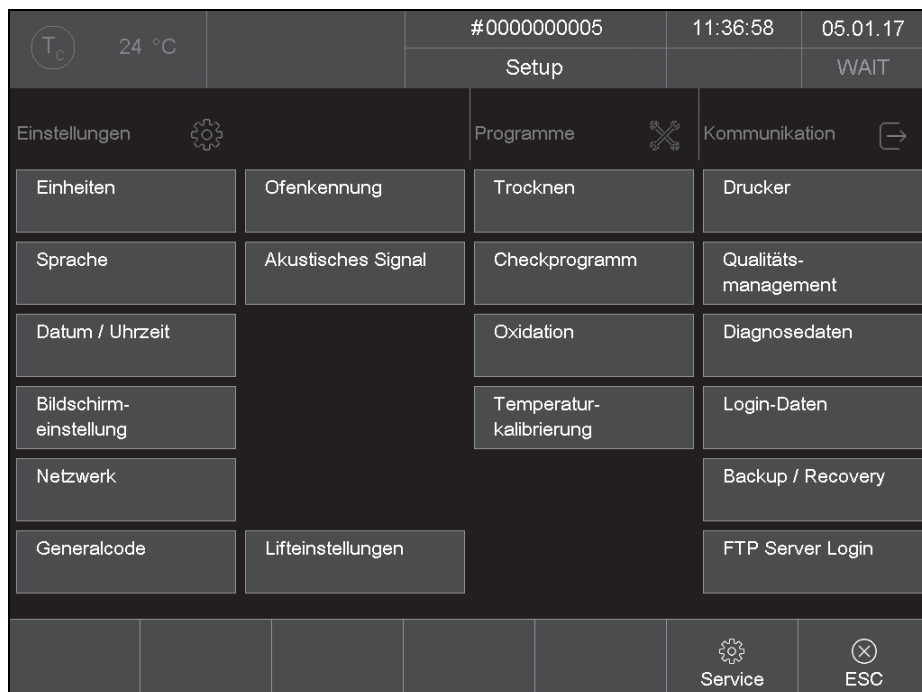 Tc 24 °C #0000000005 11:36:58 05.01.17
Setup WAIT
Einstellungen Programme Kommunikation
Einheiten Ofenkennung Trocknen Drucker
Sprache Akustisches Signal Checkprogramm Qualitäts-
management
Datum / Uhrzeit Oxidation Diagnosedaten
Bildschirm-
einstellung
Temperatur-
kalibrierung
Login-Daten
Netzwerk Backup / Recovery
Generalcode Lifteinstellungen FTP Server Login
Service ESC